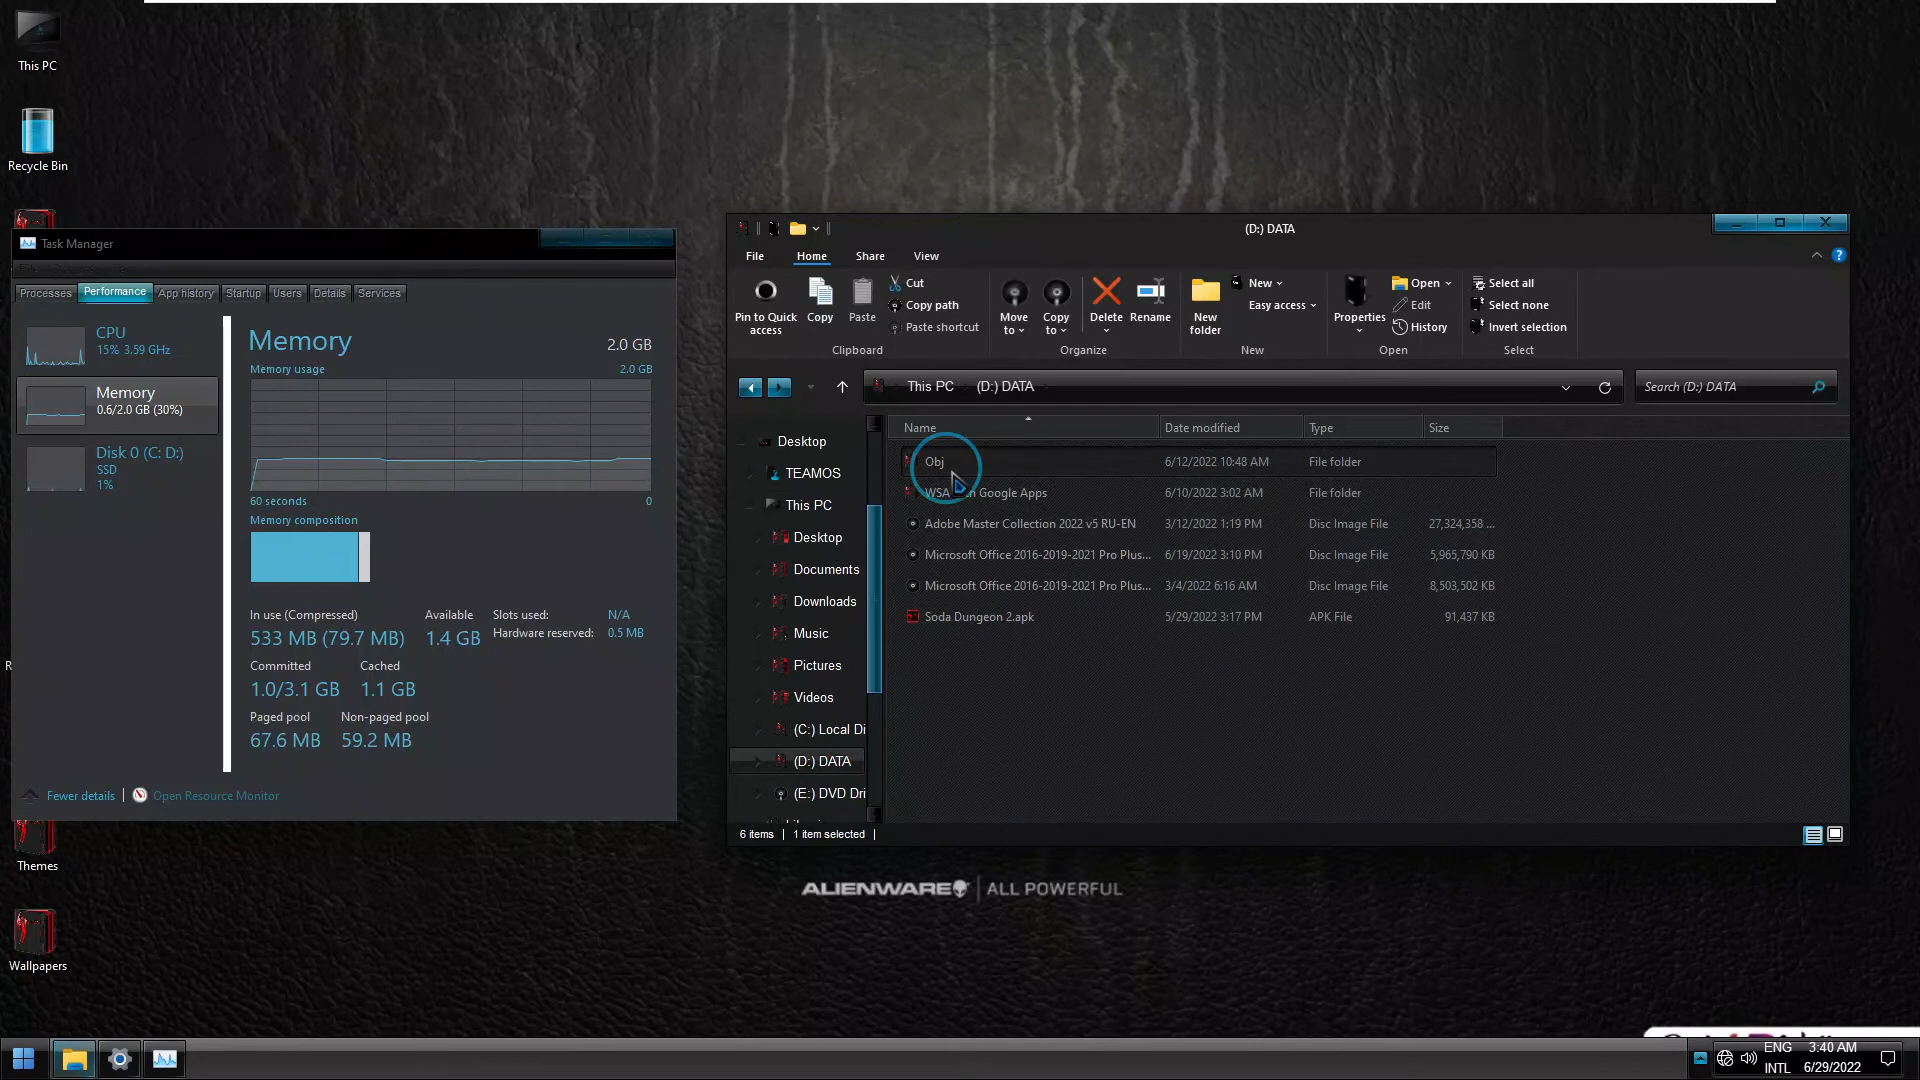 This PC
Recycle Bin
Task Manager
Processes
Performance
App history
Startup
Users
Details
Services
CPU
15% 3.59 GHz
Memory
0.6/2.0 GB (30%)
Disk 0 (C: D:)
SSD
1%
Memory
2.0 GB
Memory usage
2.0 GB
60 seconds
0
Memory composition
In use (Compressed)
Available
Slots used:
N/A
533 MB (79.7 MB)
1.4 GB
Hardware reserved:
0.5 MB
Committed
Cached
1.0/3.1 GB
1.1 GB
Paged pool
Non-paged pool
67.6 MB
59.2 MB
Fewer details
Open Resource Monitor
Themes
Wallpapers
(D:) DATA
File
Home
Share
View
?
Pin to Quick
access
Copy
Paste
Cut
Copy path
Paste shortcut
Clipboard
Move
to
Copy
to
Delete
Rename
Organize
New
folder
New
Easy access
New
Properties
Open
Edit
History
Open
Select all
Select none
Invert selection
Select
This PC
(D:) DATA
Search (D:) DATA
Desktop
TEAMOS
This PC
Desktop
Documents
Downloads
Music
Pictures
Videos
(C:) Local Di
(D:) DATA
(E:) DVD Dri
Name
Date modified
Type
Size
Obj
6/12/2022 10:48 AM
File folder
WSA Google Apps
6/10/2022 3:02 AM
File folder
Adobe Master Collection 2022 v5 RU-EN
3/12/2022 1:19 PM
Disc Image File
27,324,358 ...
Microsoft Office 2016-2019-2021 Pro Plus...
6/19/2022 3:10 PM
Disc Image File
5,965,790 KB
Microsoft Office 2016-2019-2021 Pro Plus...
3/4/2022 6:16 AM
Disc Image File
8,503,502 KB
Soda Dungeon 2.apk
5/29/2022 3:17 PM
APK File
91,437 KB
6 items
1 item selected
ALIENWARE ALL POWERFUL
ENG
INTL
3:40 AM
6/29/2022